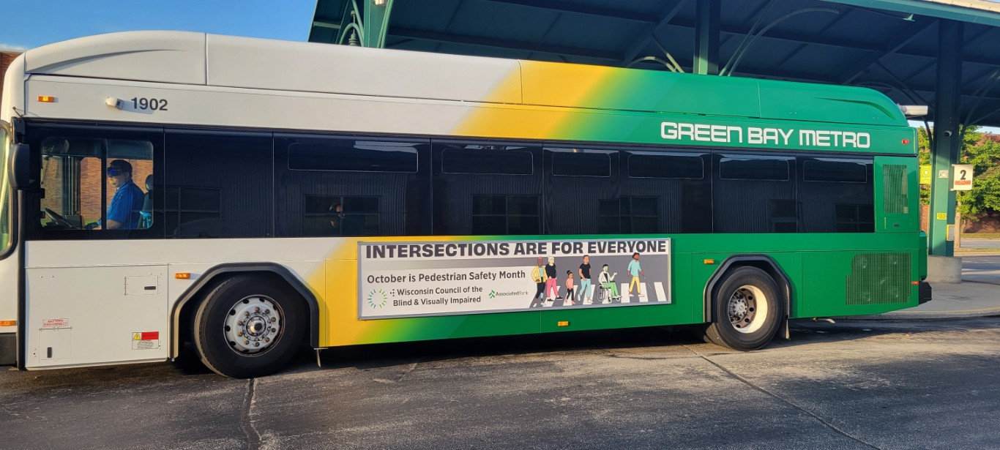 1902
GREEN BAY METRO
2
INTERSECTIONS ARE FOR EVERYONE
October is Pedestrian Safety Month
Wisconsin Council of the
Blind & Visually Impaired
AssociatedBank